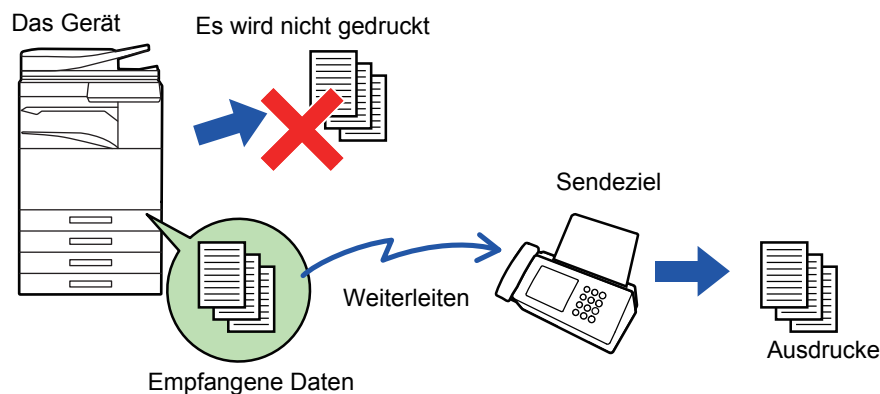 Das Gerät
Es wird nicht gedruckt
Sendeziel
Weiterleiten
Ausdrucke
Empfangene Daten